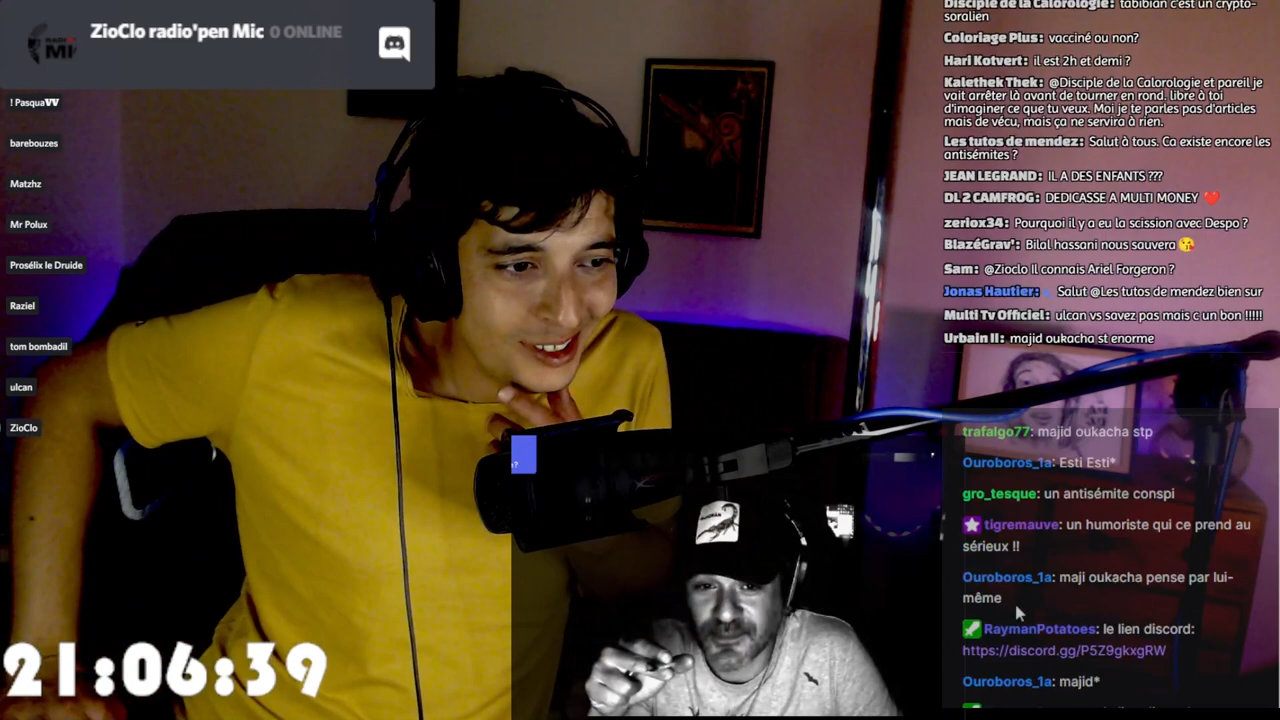 ZioClo radio'pen Mic 0 ONLINE
MI
! PasquaVV
barebouzes
Matzhz
Mr Polux
Prosélix le Druide
Raziel
tom bombadil
ulcan
ZioClo
21:06:39
Disciple de la Calorologie: tabibian c'est un crypto-
soralien
Coloriage Plus: vacciné ou non?
Hari Kotvert: il est 2h et demi ?
Kalethek Thek: @Disciple de la Calorologie et pareil je
vait arrêter là avant de tourner en rond, libre à toi
d'imaginer ce que tu veux. Moi je te parles pas d'articles
mais de vécu, mais ça ne servira à rien.
Les tutos de mendez: Salut à tous. Ca existe encore les
antisémites ?
JEAN LEGRAND: IL A DES ENFANTS ???
DL 2 CAMFROG: DEDICASSE A MULTI MONEY ❤️
zeriox34: Pourquoi il y a eu la scission avec Despo ?
BlazéGrav': Bilal hassani nous sauvera 😘
Sam: @Zioclo Il connais Ariel Forgeron ?
Jonas Hautier: Salut @Les tutos de mendez bien sur
Multi Tv Officiel: ulcan vs savez pas mais c un bon !!!!!
Urbain II: majid oukacha st enorme
trafalgo77: majid oukacha stp
Ouroboros_1a: Esti Esti*
gro_tesque: un antisémite conspi
tigremauve: un humoriste qui ce prend au
sérieux !!
Ouroboros_1a: maji oukacha pense par lui-
même
RaymanPotatoes: le lien discord:
https://discord.gg/P5Z9gkxgRW
Ouroboros_1a: majid*